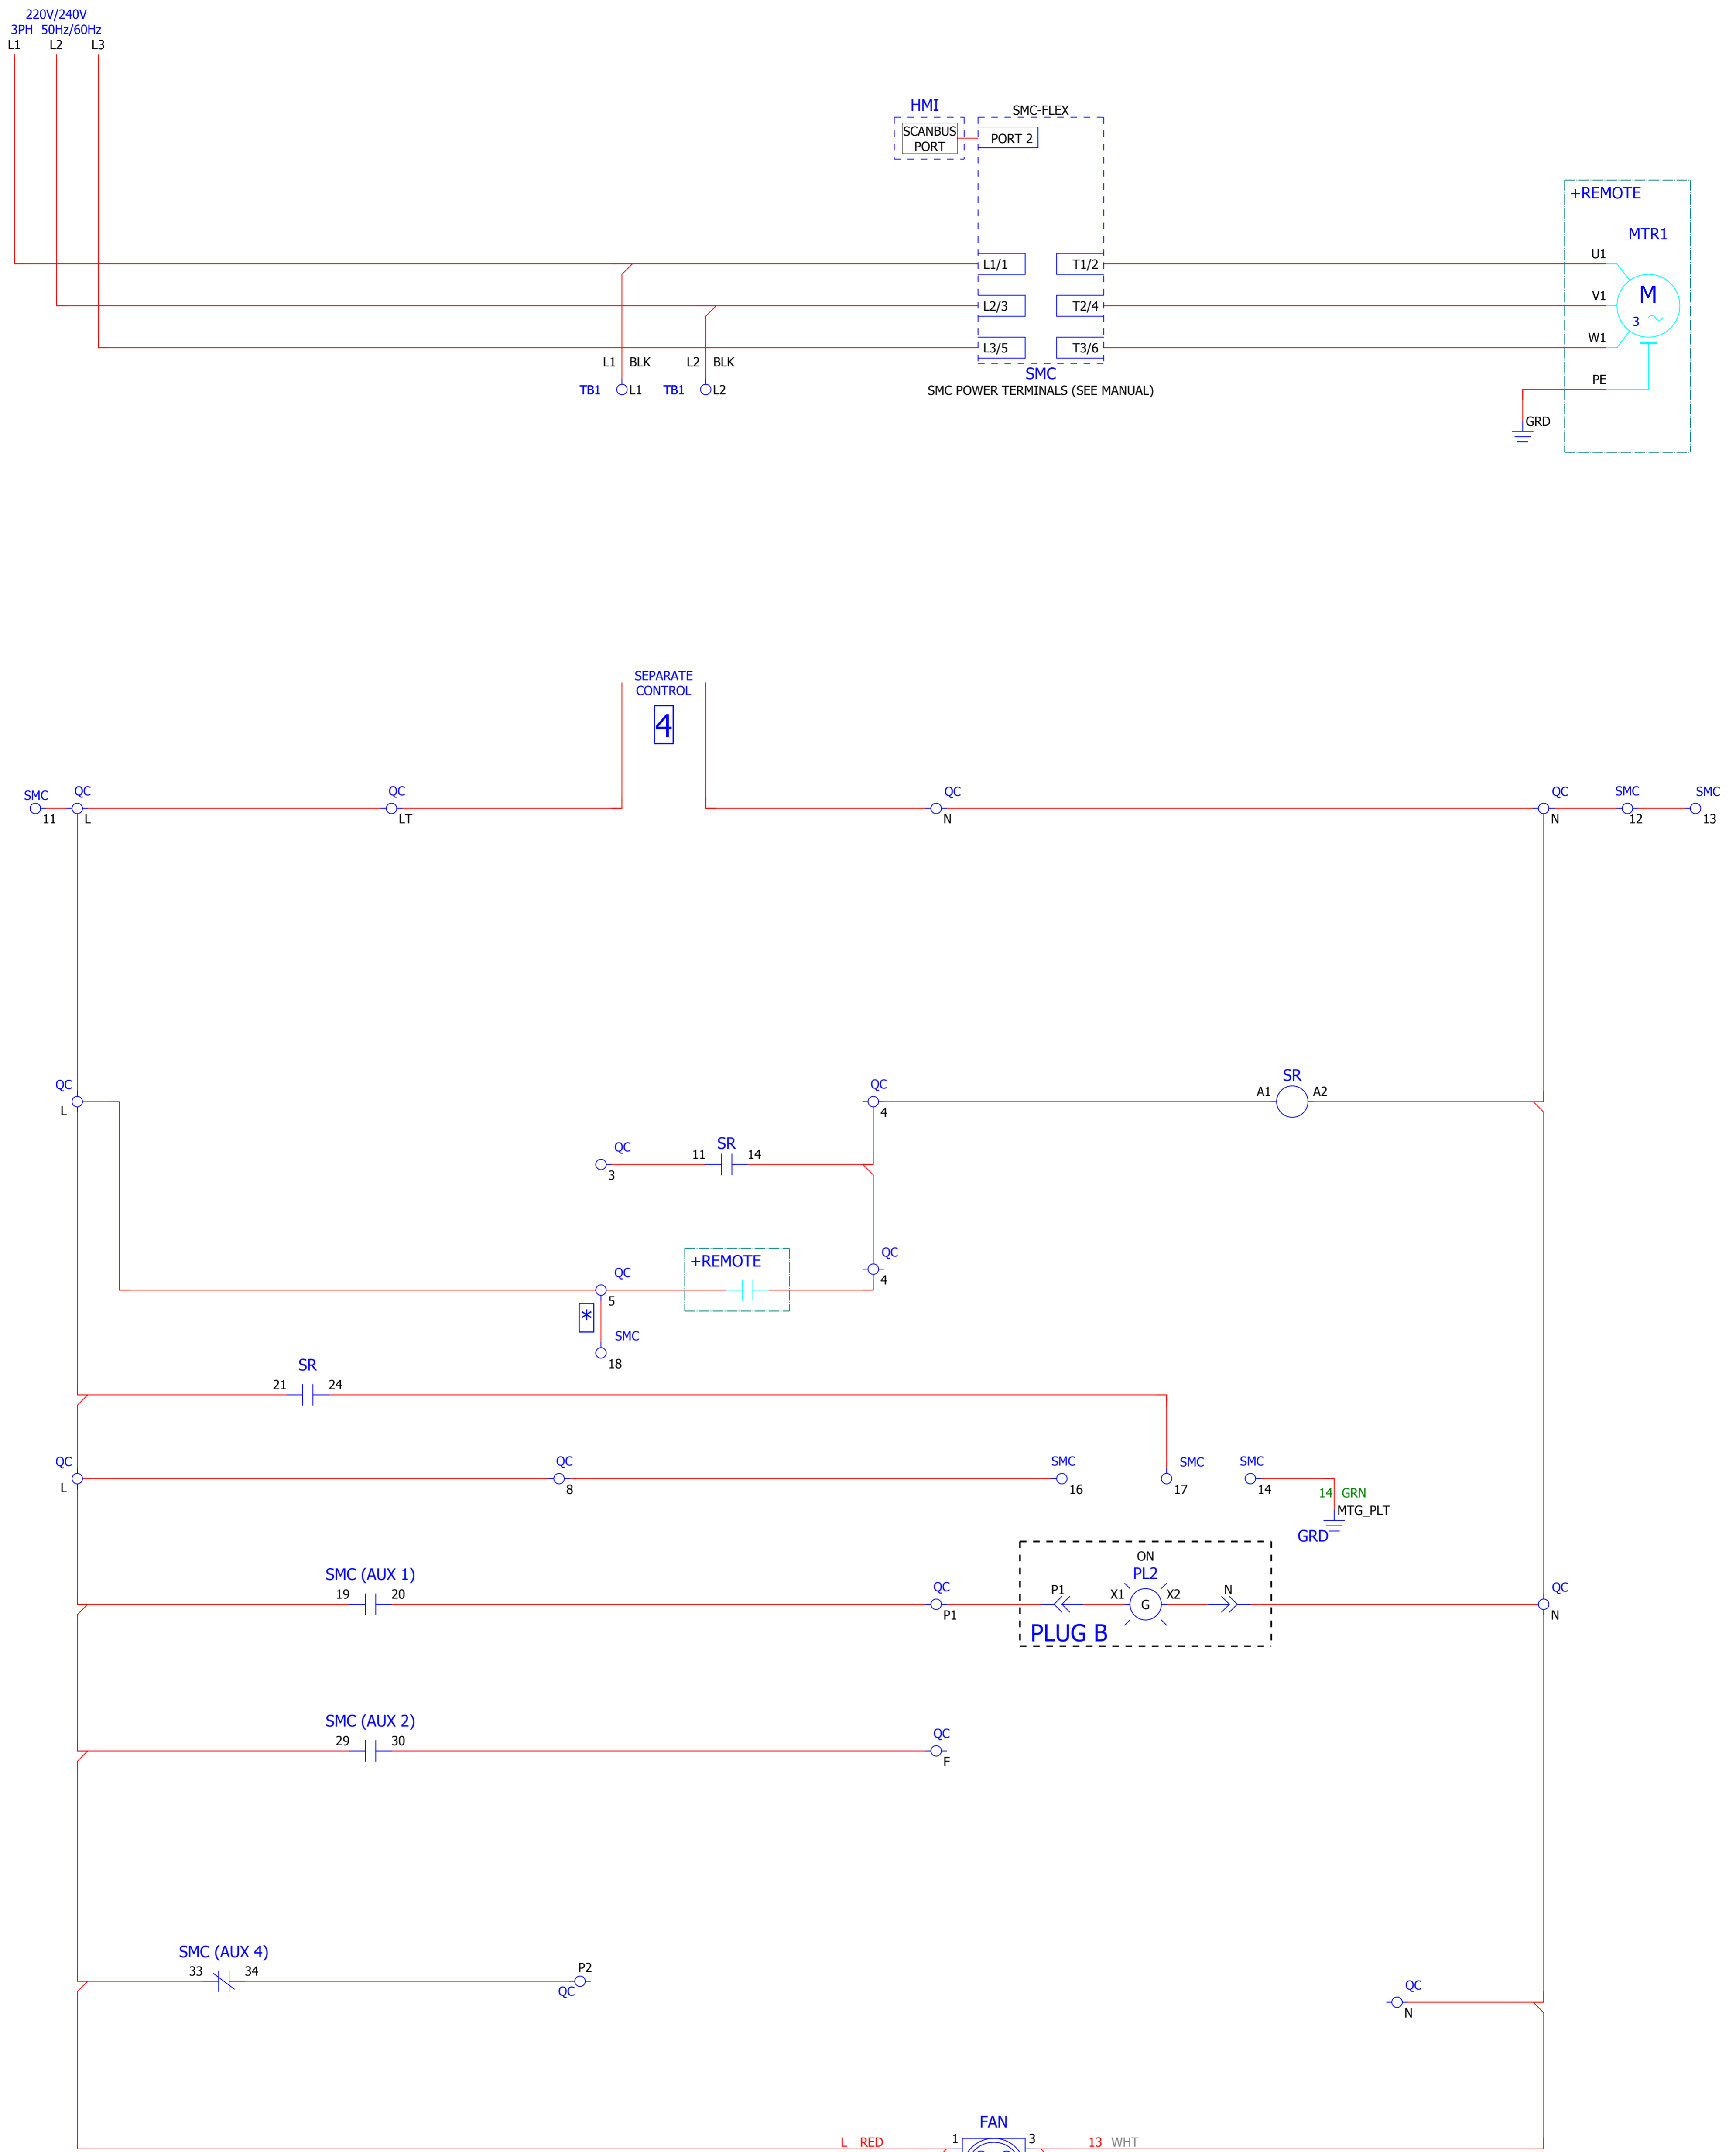 220V/240V
3PH 50Hz/60Hz
L1 L2 L3
HMI
SCANBUS
PORT
SMC-FLEX
PORT 2
+REMOTE
MTR1
L1/1 T1/2 U1
L2/3 T2/4 V1
M
3
L3/5 T3/6 W1
L1 BLK L2 BLK
SMC
SMC POWER TERMINALS (SEE MANUAL)
TB1 L1 TB1 L2
PE
GRD
SEPARATE
CONTROL
4
SMC QC QC QC QC SMC SMC
11 L LT N N 12 13
QC QC SR
L 4 A1 A2
QC SR
3 11 14
QC +REMOTE QC
5 4
*
SMC
18
SR
21 24
QC QC SMC SMC SMC
L 8 16 17 14
14 GRN
MTG_PLT
GRD
ON
SMC (AUX 1) PL2
19 20 QC P1 X1 G X2 N QC
P1 N
PLUG B
SMC (AUX 2)
29 30 QC
F
SMC (AUX 4)
33 34 P2
QC
QC
N
FAN
L RED 1 3 13 WHT